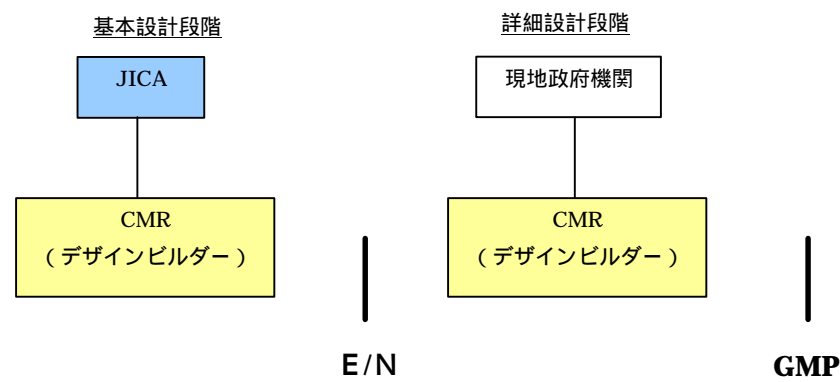 基本設計段階
詳細設計段階
JICA
現地政府機関
CMR
(デザインビルダー)
CMR
(デザインビルダー)
E/N
GMP